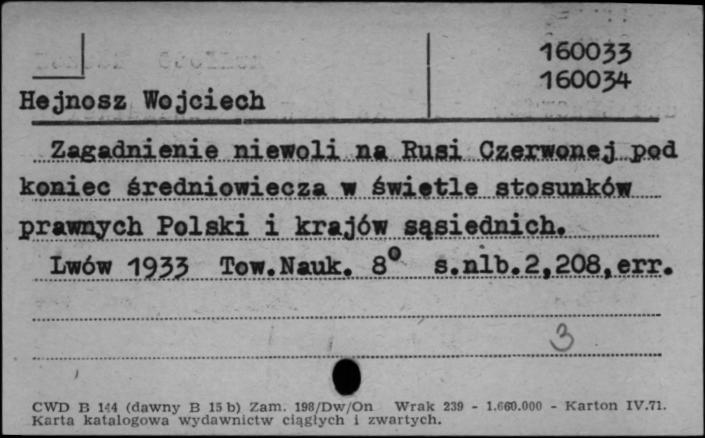 160033
160034
Hejnosz Wojciech
Zagadnienie niewoli na Rusi Czerwonej pod
koniec średniowiecza w świetle stosunków
prawnych Polski i krajów sąsiednich.
Lwów 1933 Tow.Nauk. 8° s.nlb.2,208,err.
3
CWD B 144 (dawny B 15 b) Zam. 198/Dw/On Wrak 239 - 1.660.000 - Karton IV.71.
Karta katalogowa wydawnictw ciągłych i zwartych.